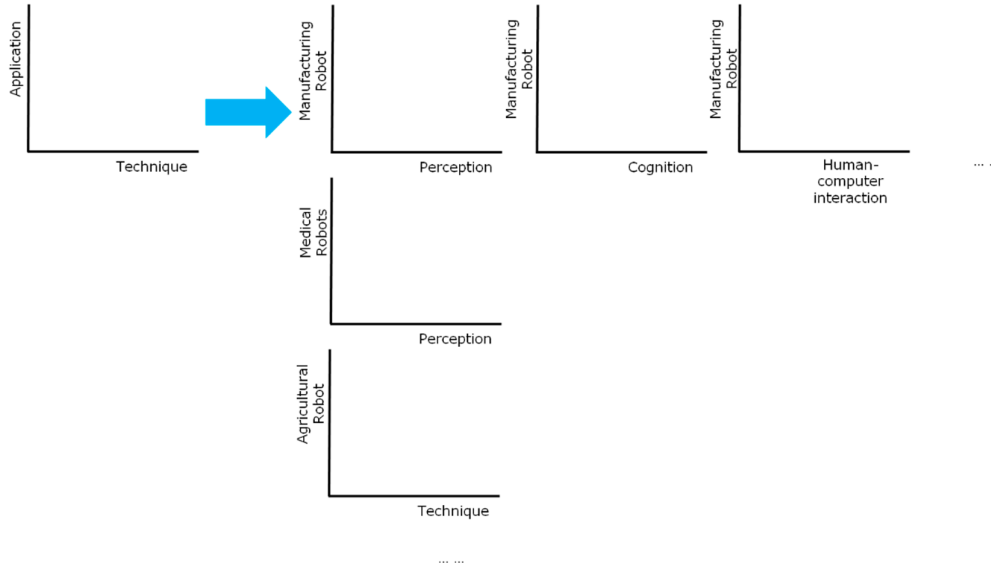 Application
Technique
Manufacturing
Robot
Perception
Manufacturing
Robot
Cognition
Manufacturing
Robot
Human-
computer
interaction
... ...
Medical
Robots
Perception
Agricultural
Robot
Technique
... ...